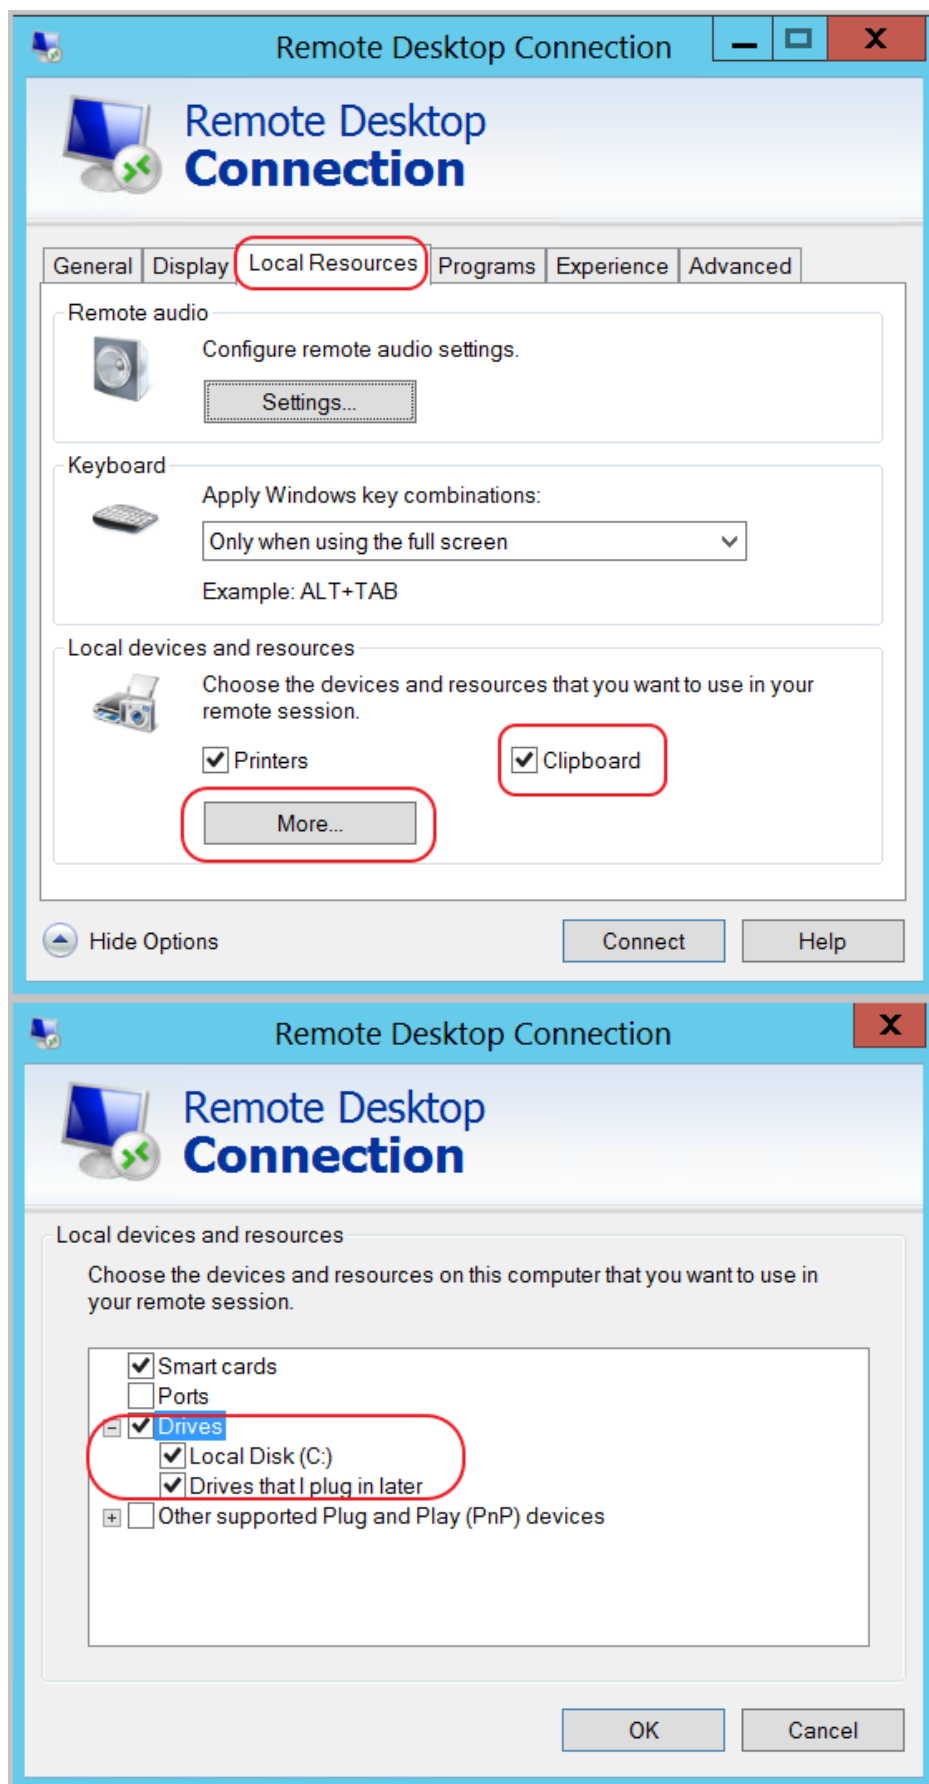 Remote Desktop Connection
Remote Desktop
Connection
General Display Local Resources Programs Experience Advanced
Remote audio
Configure remote audio settings.
Settings...
Keyboard
Apply Windows key combinations:
Only when using the full screen
Example: ALT+TAB
Local devices and resources
Choose the devices and resources that you want to use in your
remote session.
Printers Clipboard
More...
Hide Options Connect Help
Remote Desktop Connection
Remote Desktop
Connection
Local devices and resources
Choose the devices and resources on this computer that you want to use in
your remote session.
Smart cards
Ports
Drives
Local Disk (C:)
Drives that I plug in later
Other supported Plug and Play (PnP) devices
OK Cancel